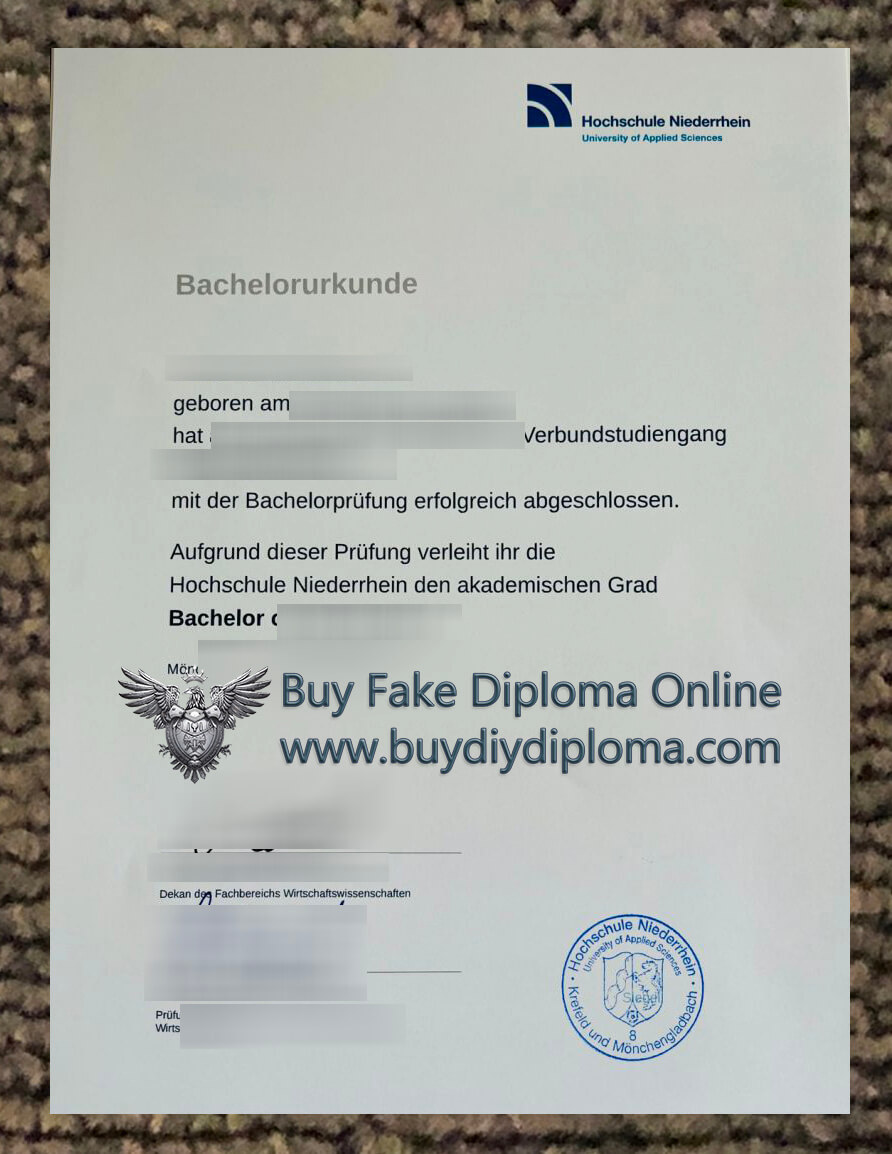 Hochschule Niederrhein
University of Applied Sciences
Bachelorurkunde
geboren am
hat
Verbundstudiengang
mit der Bachelorprüfung erfolgreich abgeschlossen.
Aufgrund dieser Prüfung verleiht ihr die
Hochschule Niederrhein den akademischen Grad
Bachelor
Buy Fake Diploma Online
www.buydiydiploma.com
Dekan des Fachbereichs Wirtschaftswissenschaften
Hochschule Niederrhein
University of Applied Sciences
Siegel
8
Krefeld und Mönchengladbach